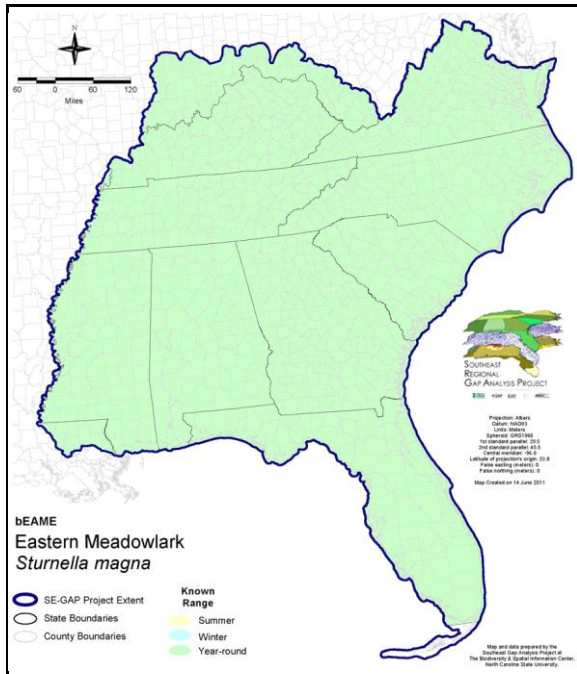 N
60 0 60 120
Miles
SOUTHEAST
REGIONAL
GAP ANALYSIS PROJECT
Projection: Albers
Datum: NAD83
Units: Meters
Spheroid: GRS1980
1st standard parallel: 29.5
2nd standard parallel: 45.5
Central meridian: -96.0
Latitude of projection's origin: 23.0
False easting (meters): 0
False northing (meters): 0
Map Created on 14 June 2011
bEAME
Eastern Meadowlark
Sturnella magna
SE-GAP Project Extent
State Boundaries
County Boundaries
Known
Range
Summer
Winter
Year-round
Map and data prepared by the
Southeast Gap Analysis Project at
The Biodiversity & Spatial Information Center,
North Carolina State University.